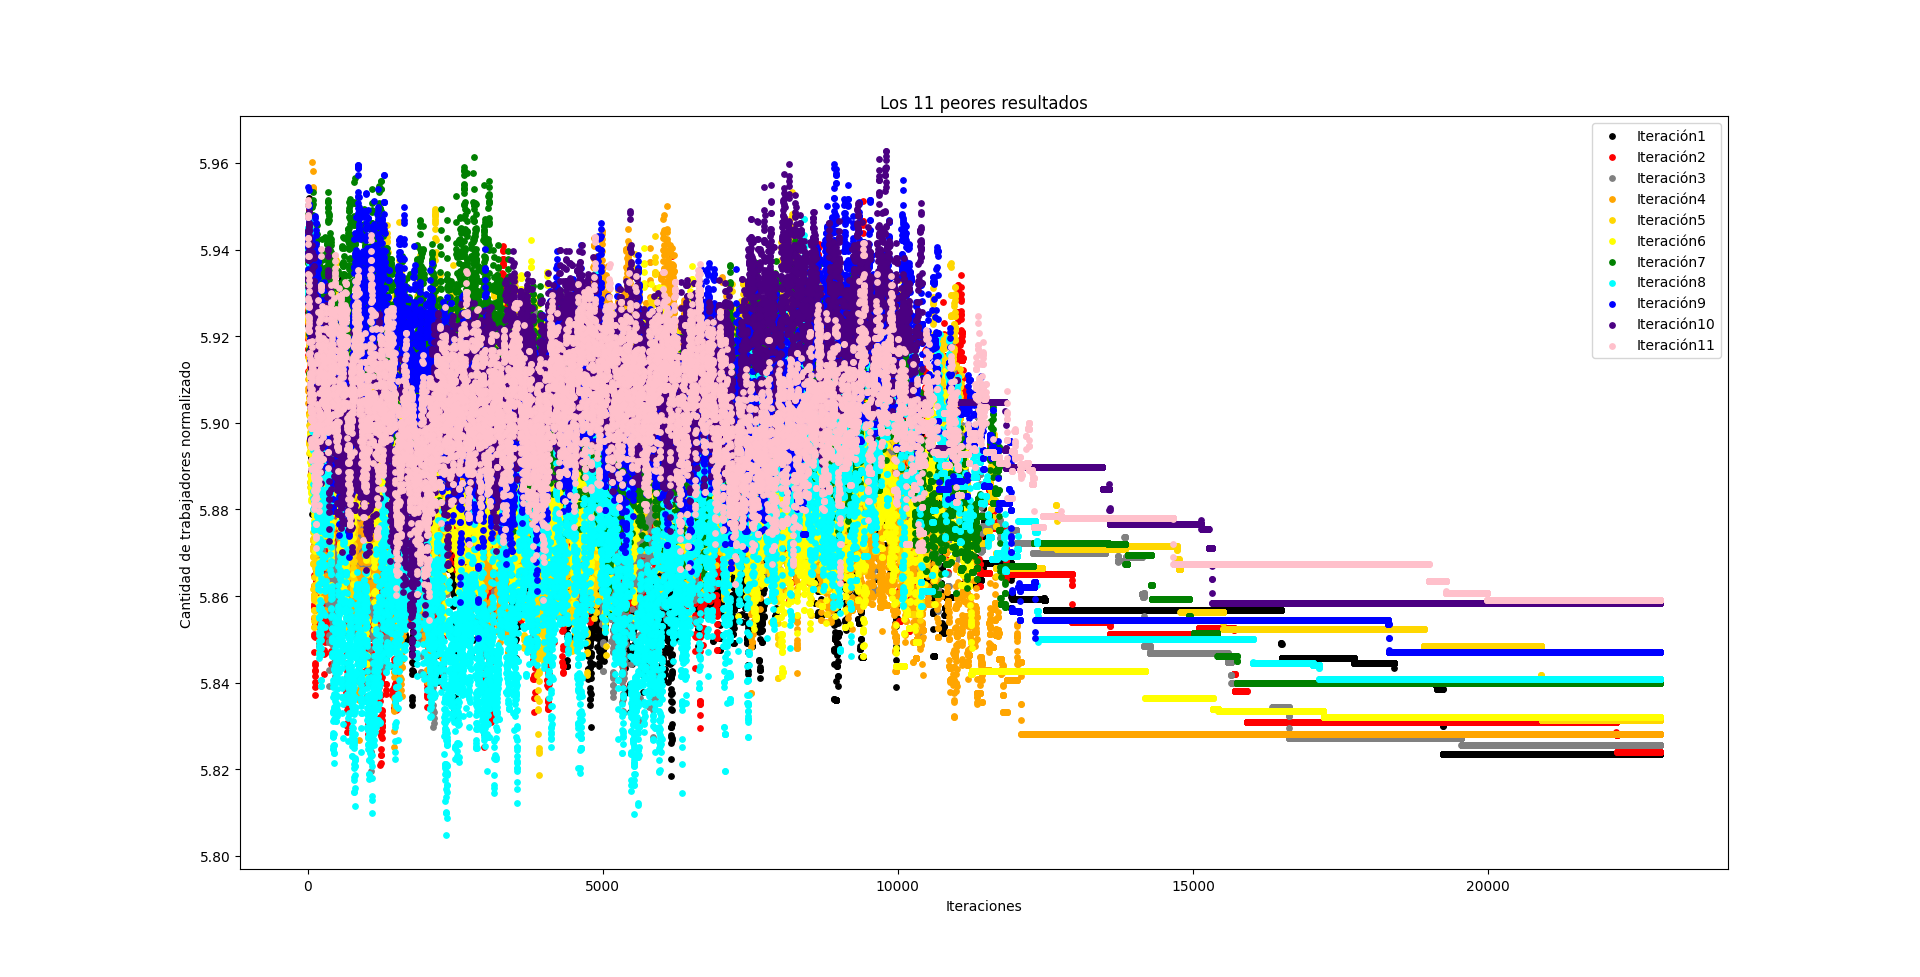 Los 11 peores resultados
Cantidad de trabajadores normalizado
5.96
5.94
5.92
5.90
5.88
5.86
5.84
5.82
5.80
0
5000
10000
15000
20000
Iteraciones
Iteración1
Iteración2
Iteración3
Iteración4
Iteración5
Iteración6
Iteración7
Iteración8
Iteración9
Iteración10
Iteración11